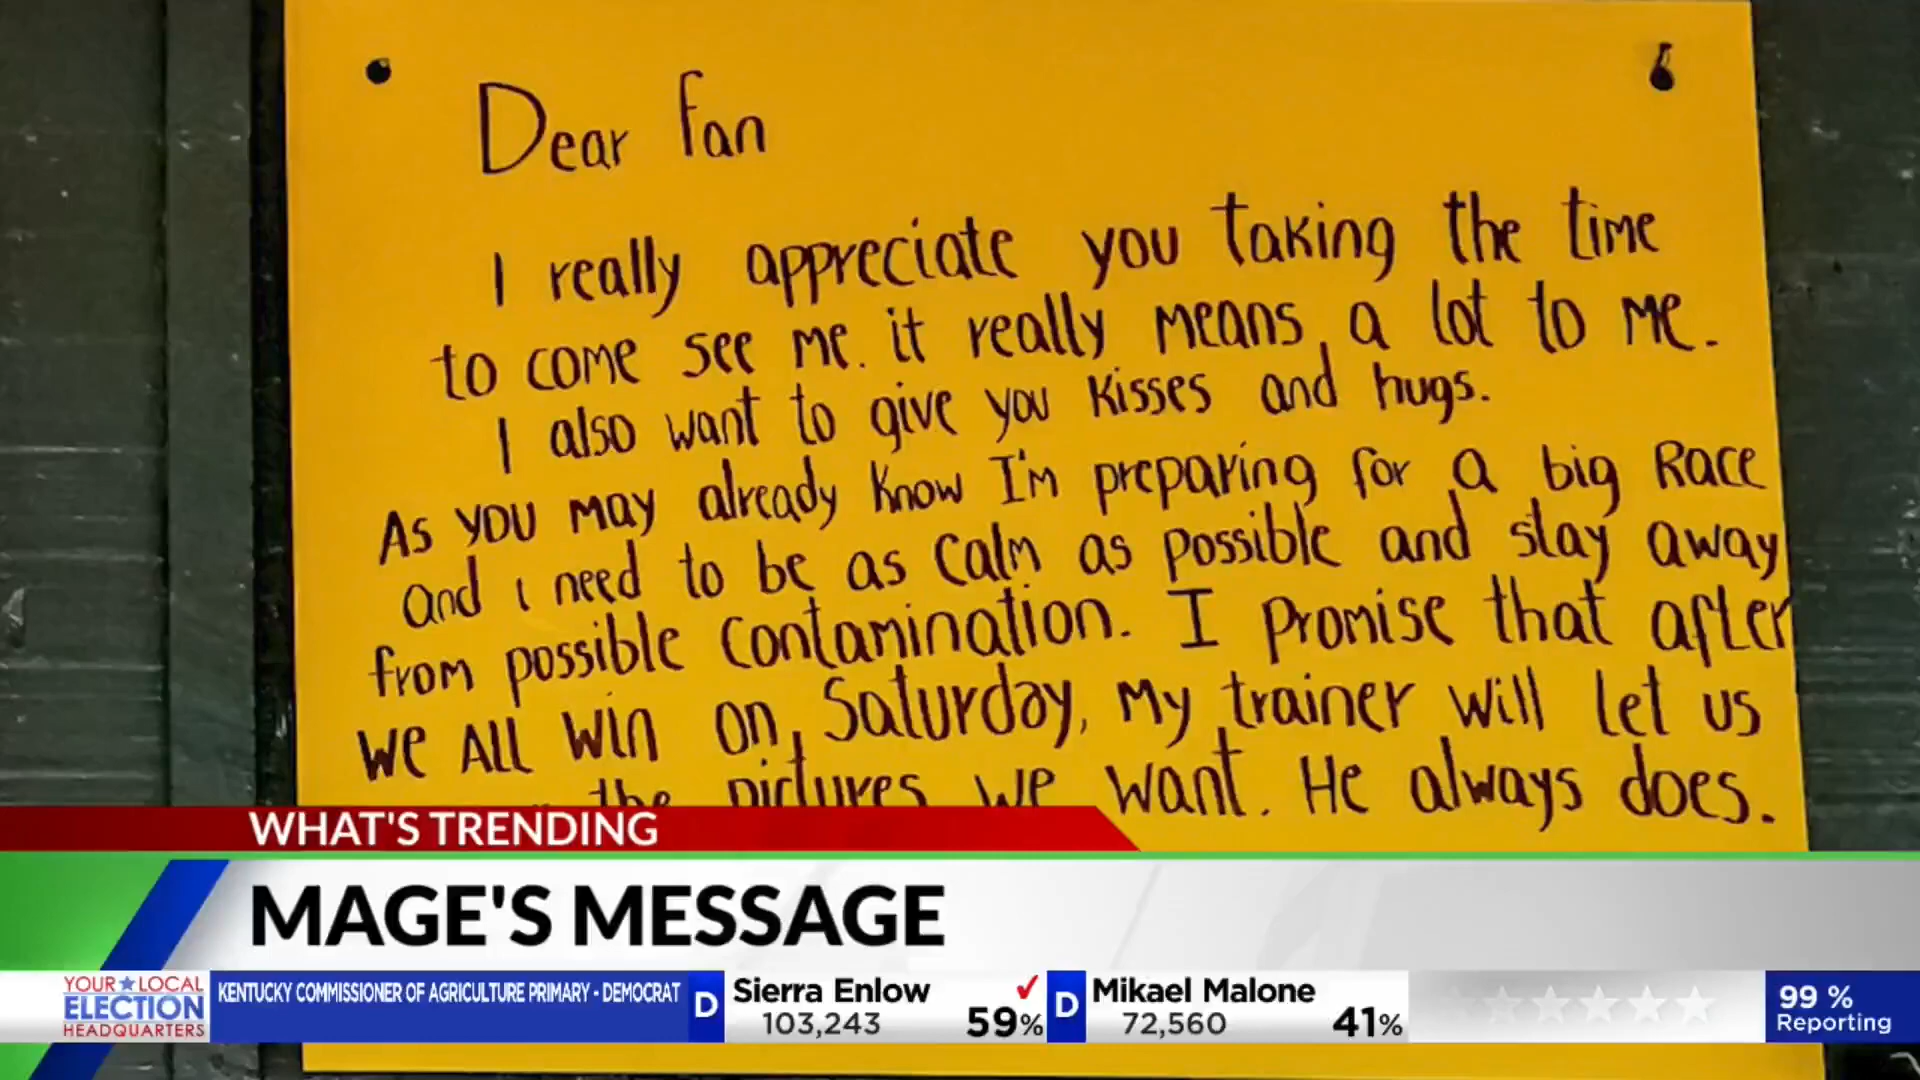 Dear fan
I really appreciate you taking the time
to come see me. it really means a lot to me.
I also want to give you kisses and hugs.
As you may already know I'm preparing for a big Race
and i need to be as calm as possible and stay away
from possible contamination. I promise that after
we all win on Saturday, my trainer will let us
the pictures we want. He always does.
WHAT'S TRENDING
MAGE'S MESSAGE
YOUR LOCAL
ELECTION
HEADQUARTERS
KENTUCKY COMMISSIONER OF AGRICULTURE PRIMARY - DEMOCRAT
D Sierra Enlow
103,243 59%
D Mikael Malone
72,560 41%
99 %
Reporting